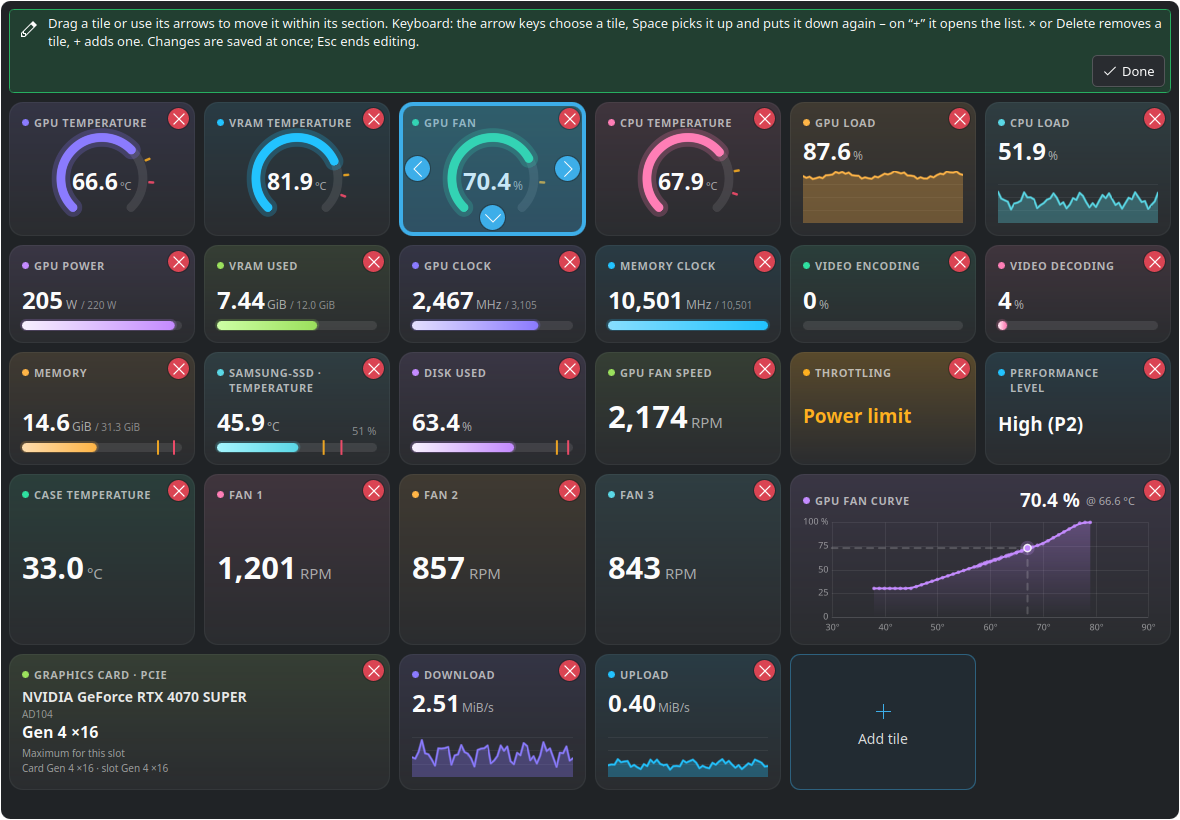 Drag a tile or use its arrows to move it within its section. Keyboard: the arrow keys choose a tile, Space picks it up and puts it down again – on “+” it opens the list. × or Delete removes a
tile, + adds one. Changes are saved at once; Esc ends editing.
Done
GPU TEMPERATURE
66.6 °C
VRAM TEMPERATURE
81.9 °C
GPU FAN
70.4 %
CPU TEMPERATURE
67.9 °C
GPU LOAD
87.6 %
CPU LOAD
51.9 %
GPU POWER
205 W / 220 W
VRAM USED
7.44 GiB / 12.0 GiB
GPU CLOCK
2,467 MHz / 3,105
MEMORY CLOCK
10,501 MHz / 10,501
VIDEO ENCODING
0 %
VIDEO DECODING
4 %
MEMORY
14.6 GiB / 31.3 GiB
SAMSUNG-SSD ·
TEMPERATURE
45.9 °C
51 %
DISK USED
63.4 %
GPU FAN SPEED
2,174 RPM
THROTTLING
Power limit
PERFORMANCE
LEVEL
High (P2)
CASE TEMPERATURE
33.0 °C
FAN 1
1,201 RPM
FAN 2
857 RPM
FAN 3
843 RPM
GPU FAN CURVE
70.4 % @ 66.6 °C
100 %
75
50
25
0
30° 40° 50° 60° 70° 80° 90°
GRAPHICS CARD · PCIE
NVIDIA GeForce RTX 4070 SUPER
AD104
Gen 4 ×16
Maximum for this slot
Card Gen 4 ×16 · slot Gen 4 ×16
DOWNLOAD
2.51 MiB/s
UPLOAD
0.40 MiB/s
Add tile